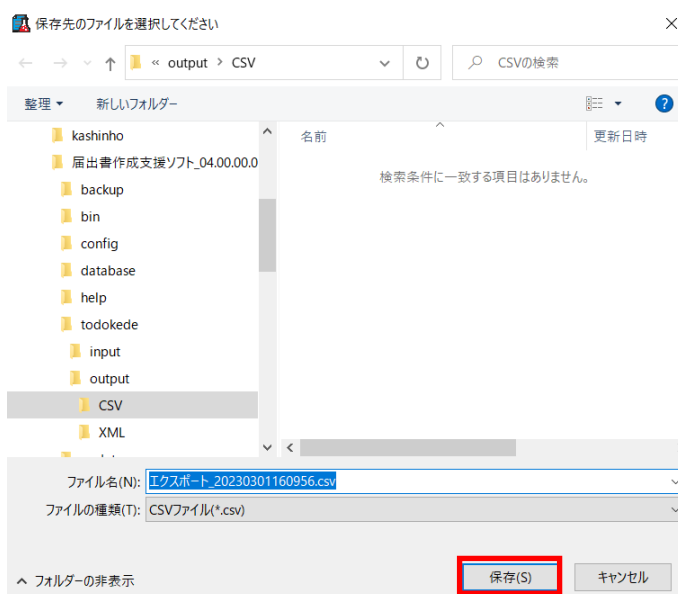 保存先のファイルを選択してください
« output › CSV
CSVの検索
整理
新しいフォルダー
kashinho
届出書作成支援ソフト_04.00.00.0
backup
bin
config
database
help
todokede
input
output
CSV
XML
名前
更新日時
検索条件に一致する項目はありません。
ファイル名(N): エクスポート_20230301160956.csv
ファイルの種類(T): CSVファイル(*.csv)
フォルダーの非表示
保存(S)
キャンセル